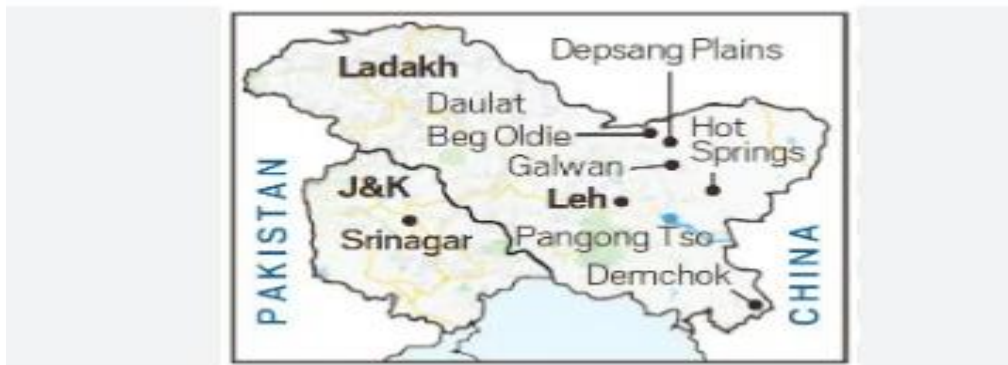 Depsang Plains
Ladakh
Daulat
Beg Oldie
Hot
Springs
Galwan
J&K
Leh
Srinagar
Pangong Tso
Demchok
PAKISTAN
CHINA